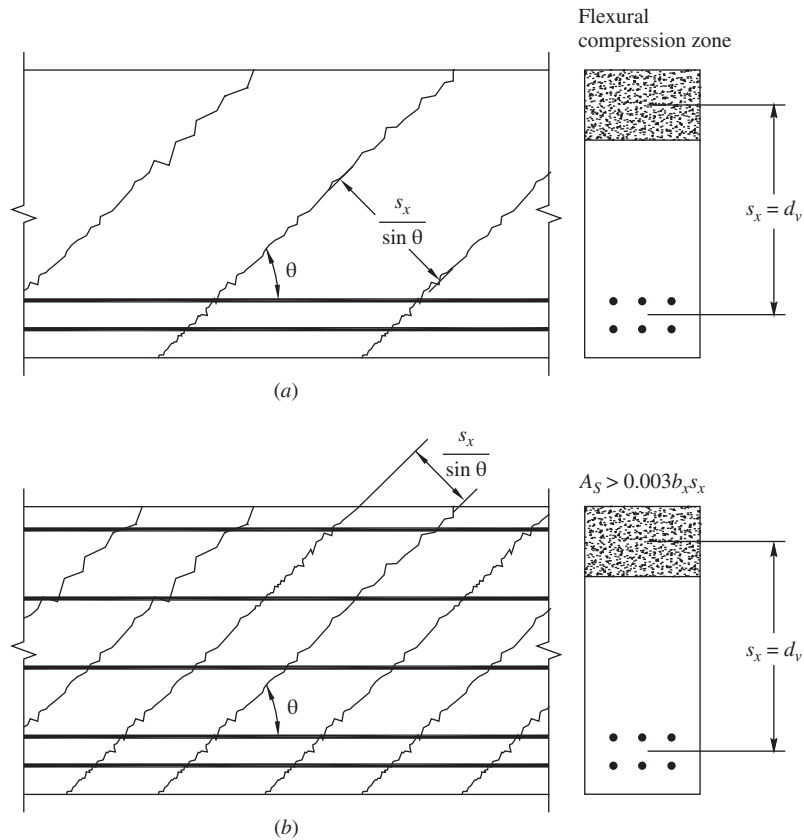 Flexural
compression zone
s_x
sin θ
θ
s_x = d_v
(a)
s_x
sin θ
A_S > 0.003b_xs_x
θ
s_x = d_v
(b)